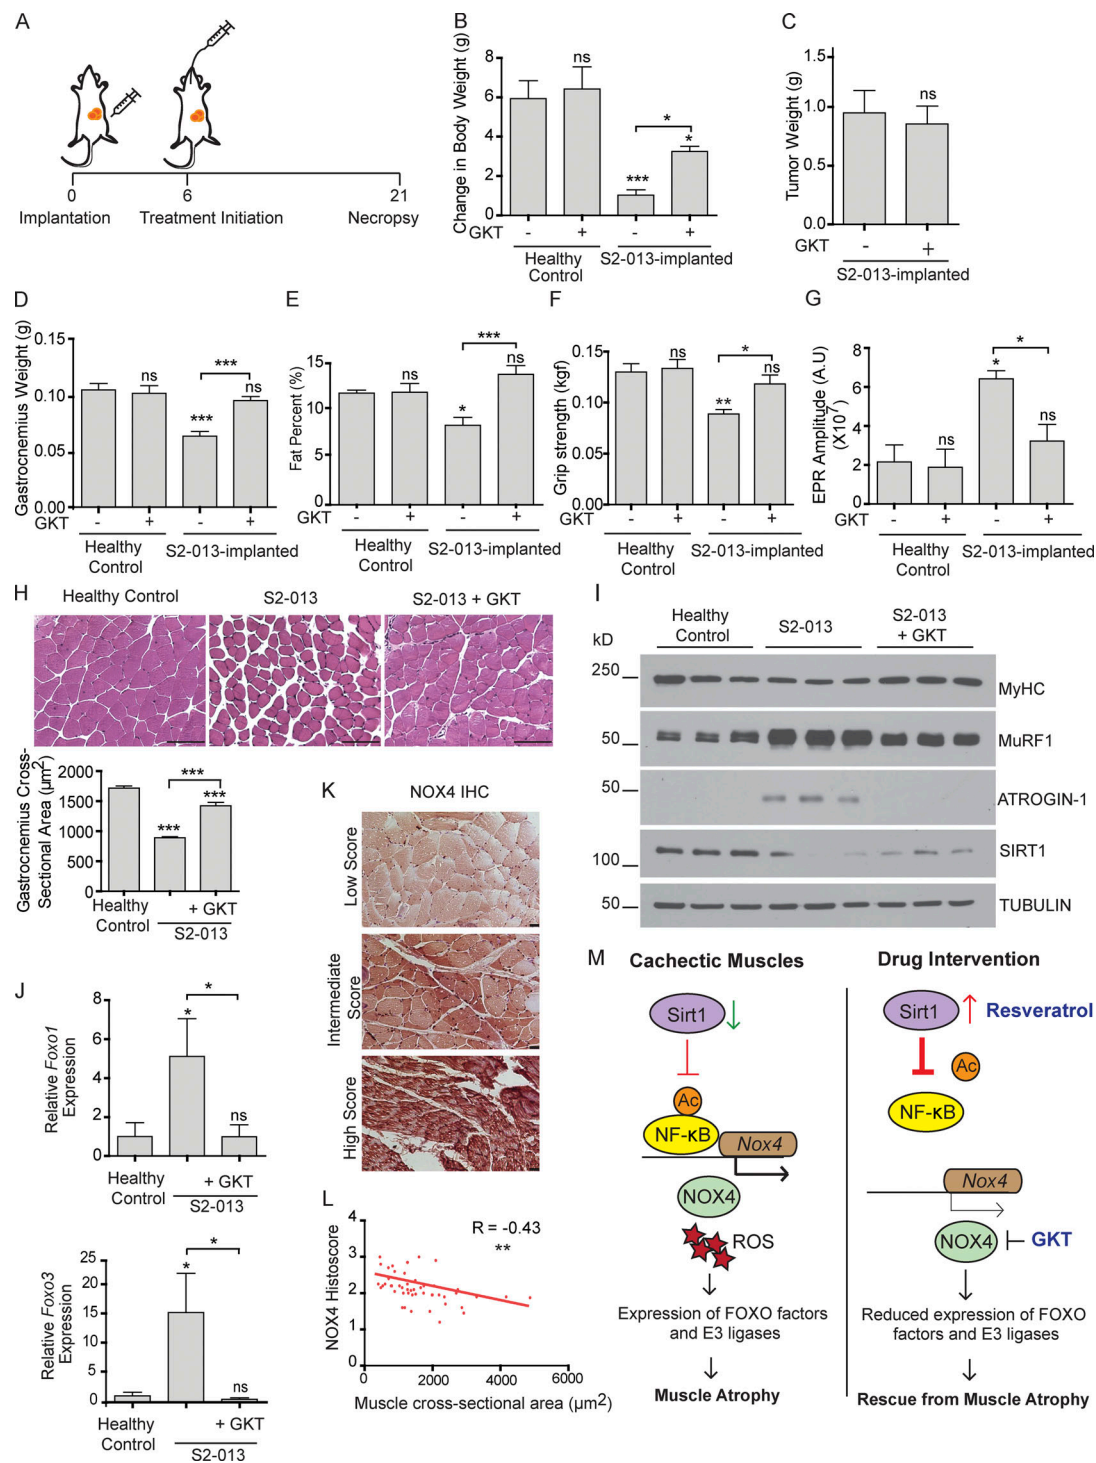 A
0
6
21
Implantation
Treatment Initiation
Necropsy
B
Change in Body Weight (g)
8
6
4
2
0
ns
***
*
*
GKT
-
+
-
+
Healthy
Control
S2-013-implanted
C
Tumor Weight (g)
1.0
0.5
0.0
ns
GKT
-
+
S2-013-implanted
D
Gastrocnemius Weight (g)
0.15
0.10
0.05
0.00
ns
***
***
ns
GKT
-
+
-
+
Healthy
Control
S2-013-implanted
E
Fat Percent (%)
15
10
5
0
ns
*
***
ns
GKT
-
+
-
+
Healthy
Control
S2-013-implanted
F
Grip strength (kgf)
0.15
0.10
0.05
0.00
ns
**
*
ns
GKT
-
+
-
+
Healthy
Control
S2-013-implanted
G
EPR Amplitude (A.U)
(X10⁷)
8
6
4
2
0
ns
*
*
ns
GKT
-
+
-
+
Healthy
Control
S2-013-implanted
H
Healthy Control
S2-013
S2-013 + GKT
Gastrocnemius Cross-
Sectional Area (µm²)
2000
1500
1000
500
0
***
***
***
Healthy
Control
+ GKT
S2-013
I
kD
Healthy
Control
S2-013
S2-013
+ GKT
250
MyHC
50
MuRF1
50
ATROGIN-1
100
SIRT1
50
TUBULIN
J
Relative Foxo1
Expression
8
6
4
2
0
*
*
ns
Healthy
Control
+ GKT
S2-013
Relative Foxo3
Expression
25
20
15
10
5
0
*
*
ns
Healthy
Control
+ GKT
S2-013
K
NOX4 IHC
Low Score
Intermediate
Score
High Score
L
R = -0.43
**
NOX4 Histoscore
4
3
2
1
0
0
2000
4000
6000
Muscle cross-sectional area (µm²)
M
Cachectic Muscles
Sirt1
Ac
NF-κB
Nox4
NOX4
ROS
Expression of FOXO factors
and E3 ligases
Muscle Atrophy
Drug Intervention
Sirt1
Resveratrol
Ac
NF-κB
Nox4
NOX4
GKT
Reduced expression of FOXO
factors and E3 ligases
Rescue from Muscle Atrophy